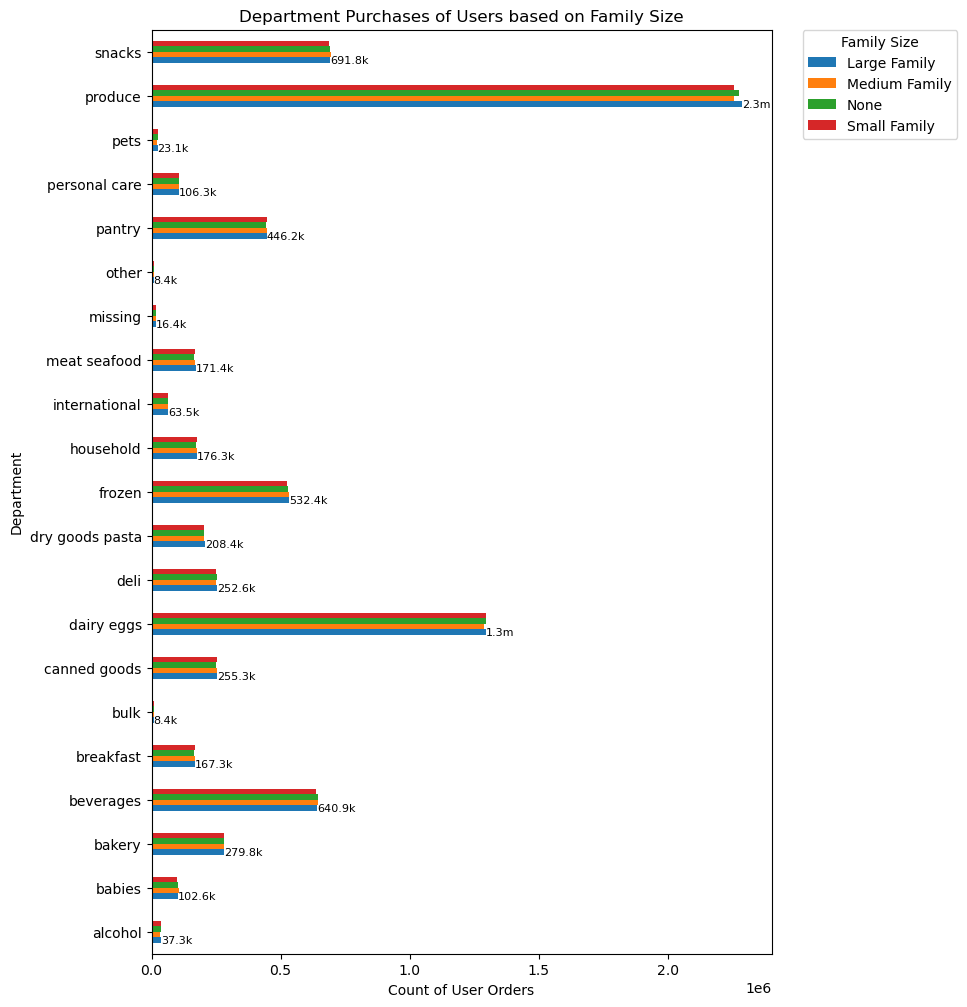 Department Purchases of Users based on Family Size
Family Size
Large Family
Medium Family
None
Small Family
snacks
691.8k
produce
2.3m
pets
23.1k
personal care
106.3k
pantry
446.2k
other
8.4k
missing
16.4k
meat seafood
171.4k
international
63.5k
household
176.3k
frozen
532.4k
dry goods pasta
208.4k
deli
252.6k
dairy eggs
1.3m
canned goods
255.3k
bulk
8.4k
breakfast
167.3k
beverages
640.9k
bakery
279.8k
babies
102.6k
alcohol
37.3k
Department
0.0 0.5 1.0 1.5 2.0
1e6
Count of User Orders